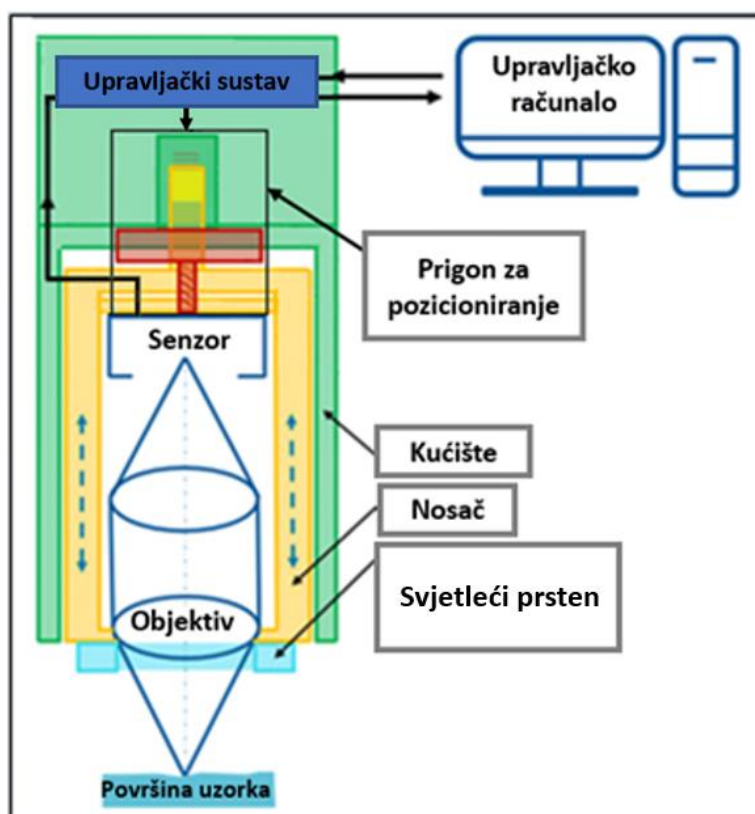 Upravljački sustav
Upravljačko
računalo
Prigon za
pozicioniranje
Senzor
Kućište
Nosač
Svjetleći prsten
Objektiv
Površina uzorka